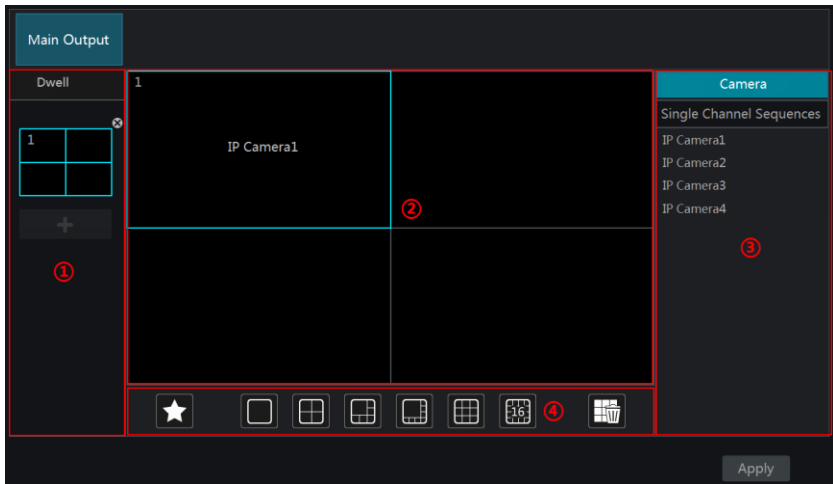 Main Output
Dwell
1
①
1
IP Camera1
②
Camera
Single Channel Sequences
IP Camera1
IP Camera2
IP Camera3
IP Camera4
③
16
④
Apply